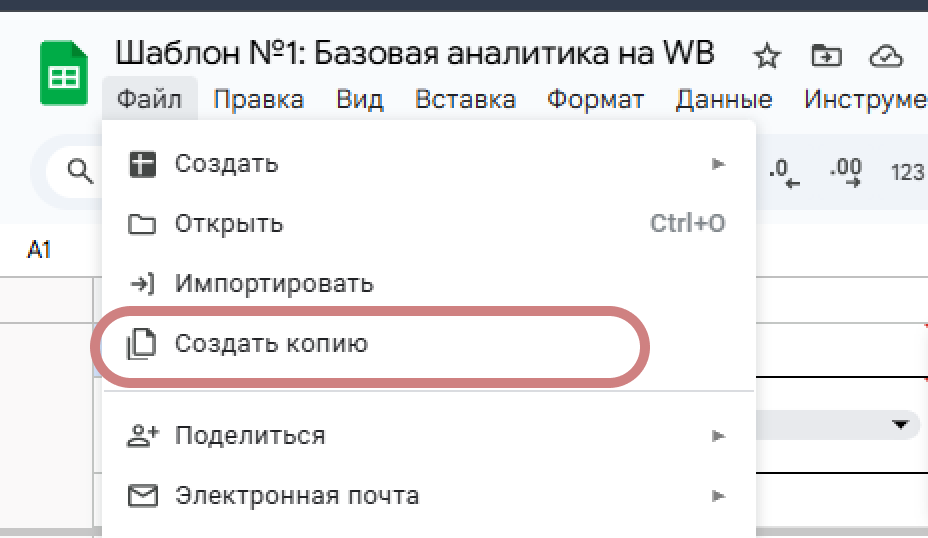 Шаблон №1: Базовая аналитика на WB
Файл Правка Вид Вставка Формат Данные Инструме
.0 .00 123
A1
Создать
Открыть Ctrl+O
Импортировать
Создать копию
Поделиться
Электронная почта